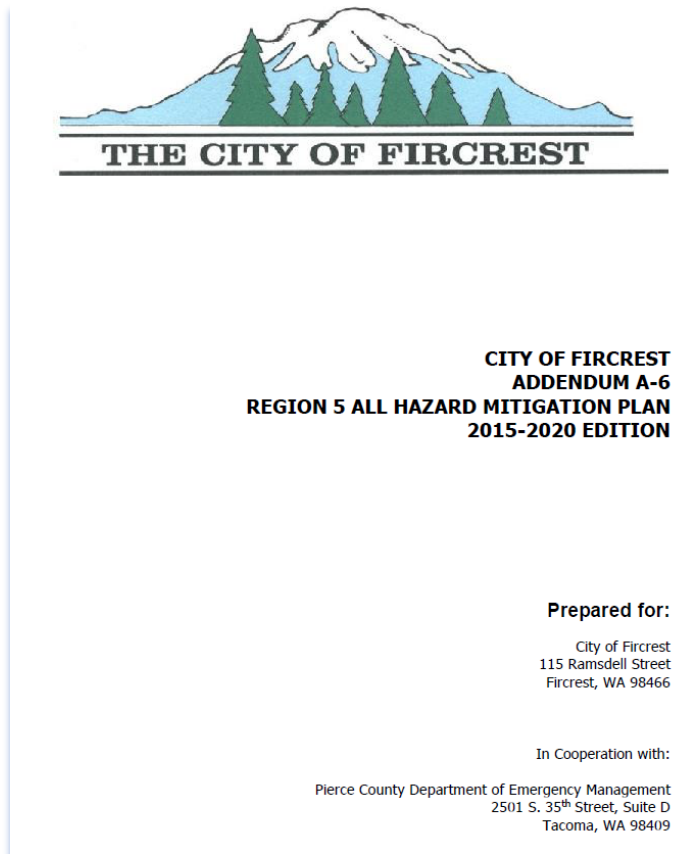 THE CITY OF FIRCREST
CITY OF FIRCREST
ADDENDUM A-6
REGION 5 ALL HAZARD MITIGATION PLAN
2015-2020 EDITION
Prepared for:
City of Fircrest
115 Ramsdell Street
Fircrest, WA 98466
In Cooperation with:
Pierce County Department of Emergency Management
2501 S. 35th Street, Suite D
Tacoma, WA 98409